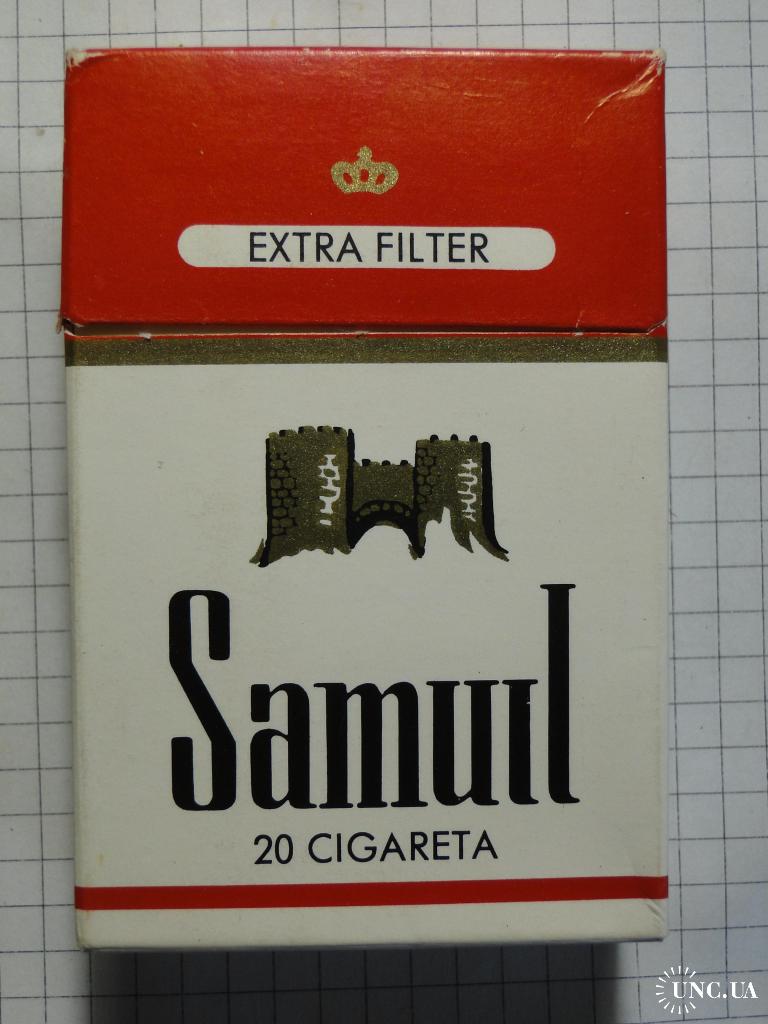 EXTRA FILTER
Samuil
20 CIGARETA
UNC.UA